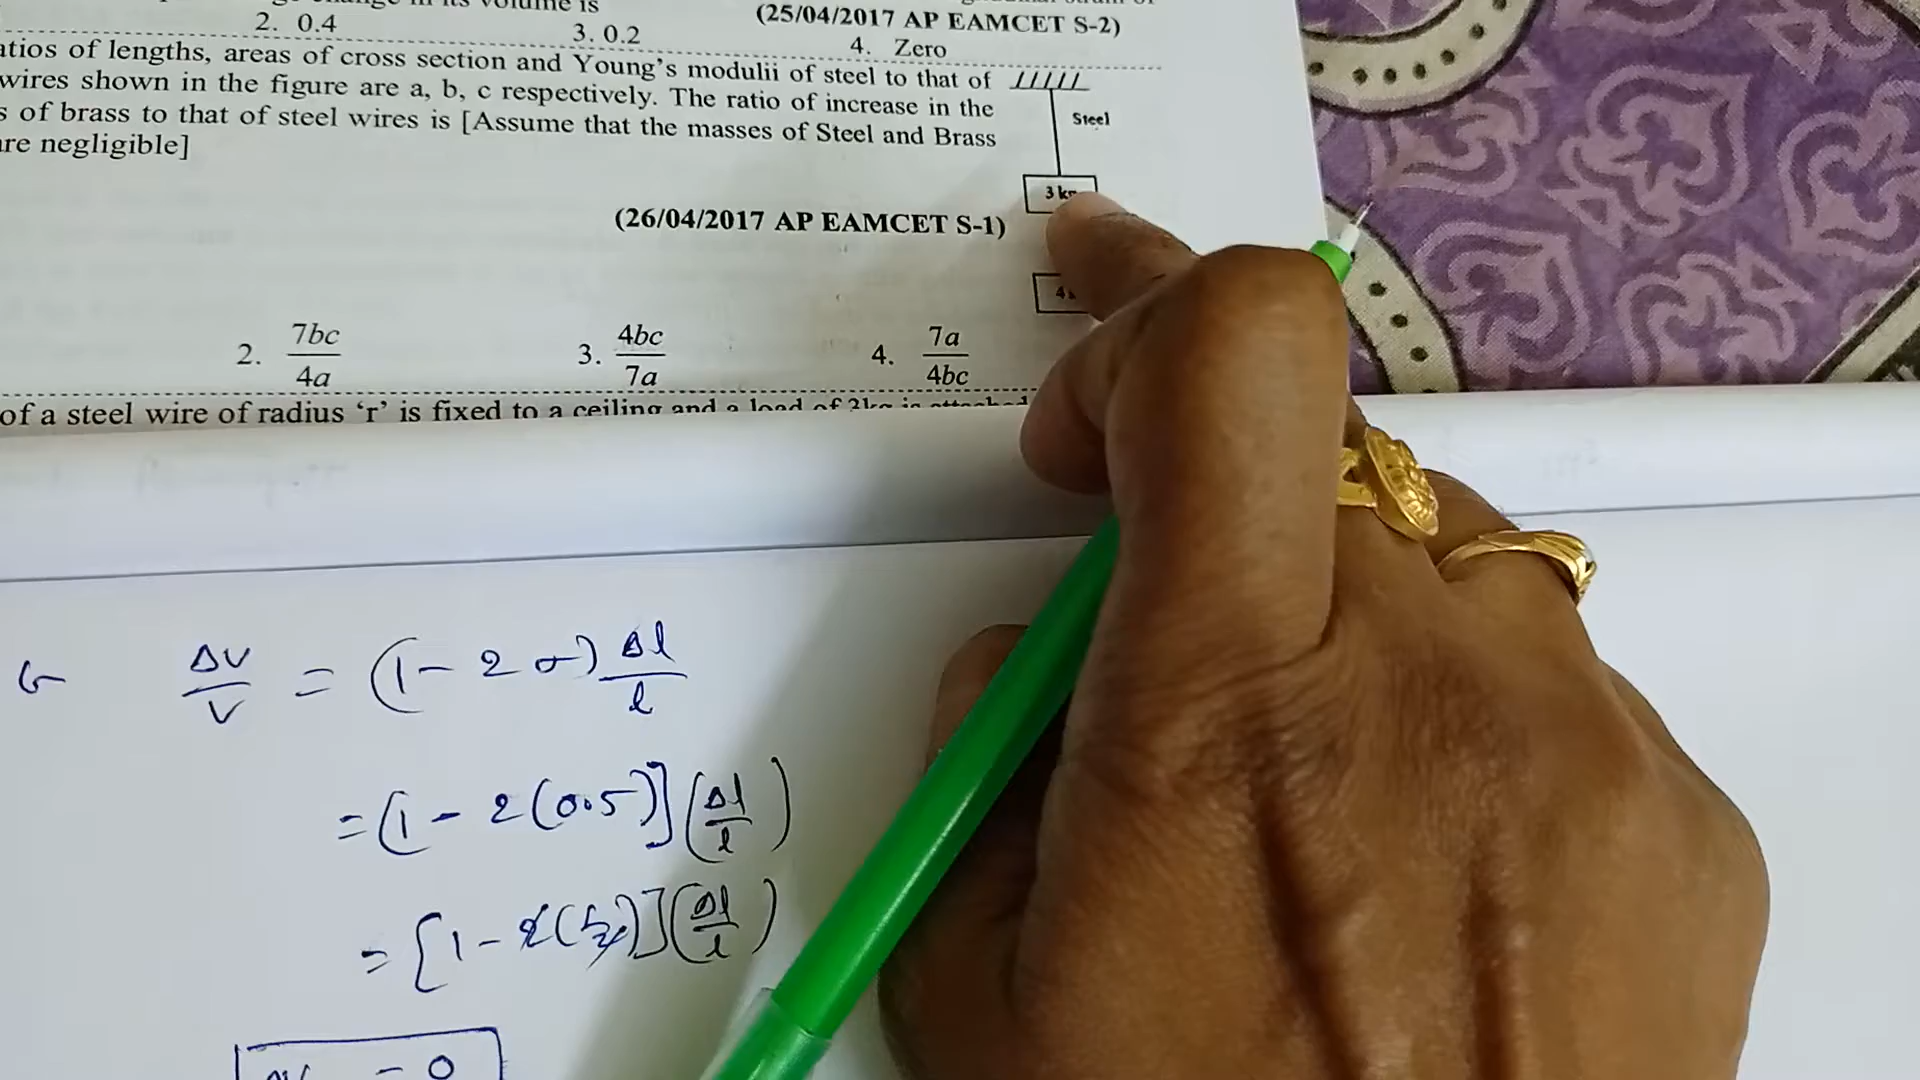 volume is
(25/04/2017 AP EAMCET S-2)
2. 0.4 3. 0.2 4. Zero
of lengths, areas of cross section and Young's modulii of steel to that of
wires shown in the figure are a, b, c respectively. The ratio of increase in the
of brass to that of steel wires is [Assume that the masses of Steel and Brass
are negligible]
Steel
3
(26/04/2017 AP EAMCET S-1)
4
2. 7bc/4a 3. 4bc/7a 4. 7a/4bc
of a steel wire of radius 'r' is fixed to a ceiling and a load of 2kg is attached
ΔV/V = (1 - 2σ) Δl/l
= (1 - 2(0.5)] (Δl/l)
= [1 - 2(1/2)] (Δl/l)
= 0